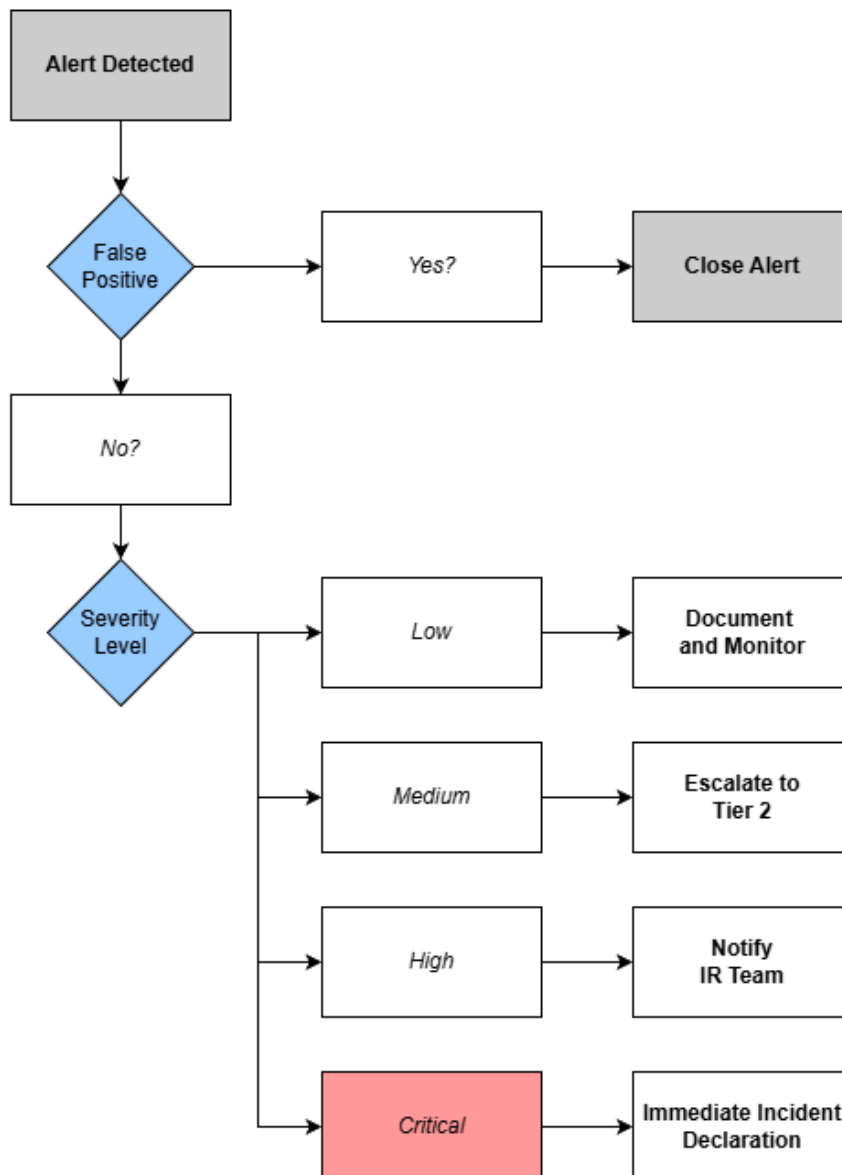 Alert Detected
False
Positive
Yes?
Close Alert
No?
Severity
Level
Low
Document
and Monitor
Medium
Escalate to
Tier 2
High
Notify
IR Team
Critical
Immediate Incident
Declaration